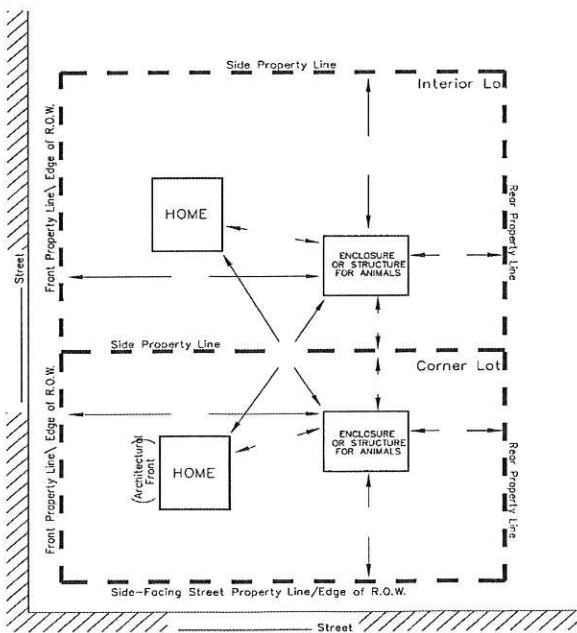 Side Property Line
Interior Lo
Front Property Line\ Edge of R.O.W.
Rear Property Line
HOME
ENCLOSURE
OR STRUCTURE
FOR ANIMALS
Street
Side Property Line
Corner Lot
Front Property Line\ Edge of R.O.W.
(Architectural
Front)
HOME
ENCLOSURE
OR STRUCTURE
FOR ANIMALS
Rear Property Line
Side-Facing Street Property Line/Edge of R.O.W.
Street